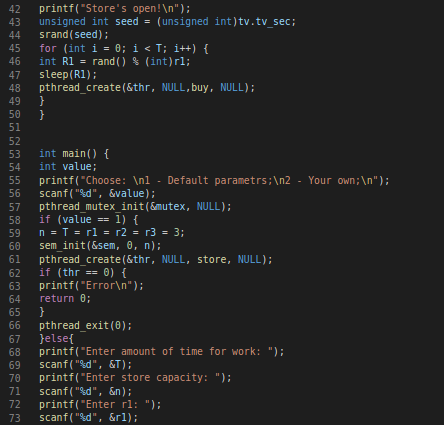 42 printf("Store's open!\n");
43 unsigned int seed = (unsigned int)tv.tv_sec;
44 srand(seed);
45 for (int i = 0; i < T; i++) {
46 int R1 = rand() % (int)r1;
47 sleep(R1);
48 pthread_create(&thr, NULL,buy, NULL);
49 }
50 }
51
52
53 int main() {
54 int value;
55 printf("Choose: \n1 - Default parametrs;\n2 - Your own;\n");
56 scanf("%d", &value);
57 pthread_mutex_init(&mutex, NULL);
58 if (value == 1) {
59 n = T = r1 = r2 = r3 = 3;
60 sem_init(&sem, 0, n);
61 pthread_create(&thr, NULL, store, NULL);
62 if (thr == 0) {
63 printf("Error\n");
64 return 0;
65 }
66 pthread_exit(0);
67 }else{
68 printf("Enter amount of time for work: ");
69 scanf("%d", &T);
70 printf("Enter store capacity: ");
71 scanf("%d", &n);
72 printf("Enter r1: ");
73 scanf("%d", &r1);